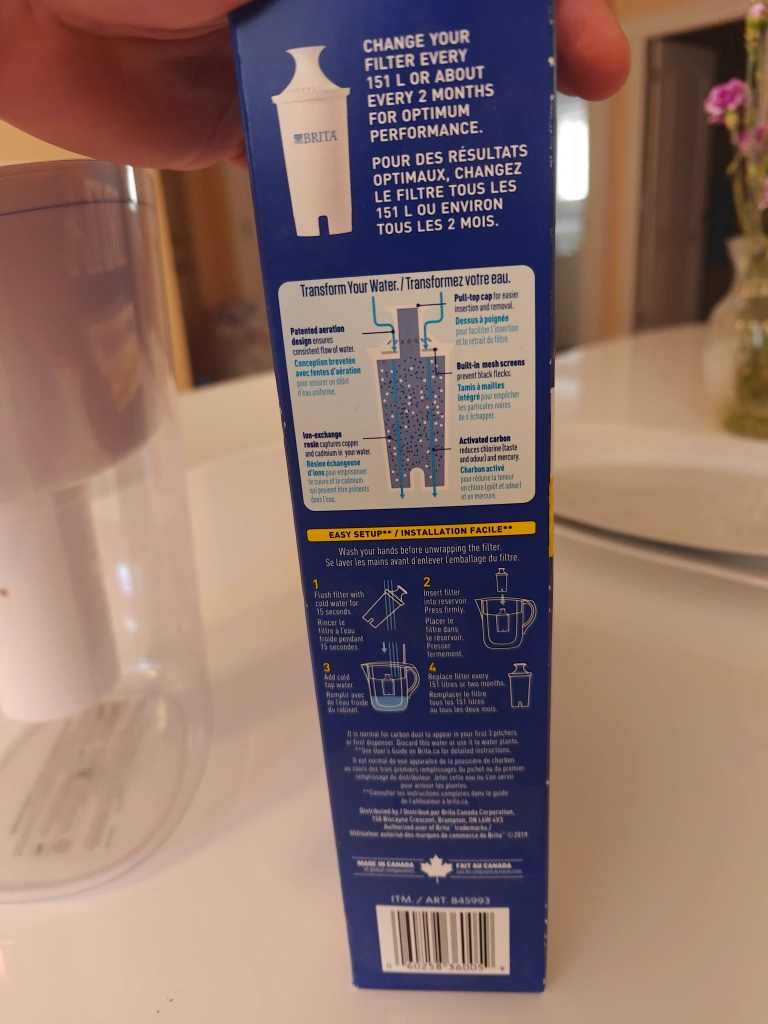 CHANGE YOUR
FILTER EVERY
151 L OR ABOUT
EVERY 2 MONTHS
FOR OPTIMUM
PERFORMANCE.
POUR DES RÉSULTATS
OPTIMAUX, CHANGEZ
LE FILTRE TOUS LES
151 L OU ENVIRON
TOUS LES 2 MOIS.
BRITA
Transform Your Water. / Transformez votre eau.
Patented aeration
design ensures
consistent flow of water.
Conception brevetée
avec fentes d'aération
pour assurer un débit
d'eau uniforme.
Ion-exchange
resin captures copper
and cadmium in your water.
Résine échangeuse
d'ions pour emprisonner
le cuivre et le cadmium
qui peuvent être présents
dans l'eau.
Pull-top cap for easier
insertion and removal.
Dessus à poignée
pour faciliter l'insertion
et le retrait du filtre.
Built-in mesh screens
prevent black flecks.
Tamis à mailles
intégré pour empêcher
les particules noires
de s'échapper.
Activated carbon
reduces chlorine (taste
and odour) and mercury.
Charbon activé
pour réduire la teneur
en chlore (goût et odeur)
et en mercure.
EASY SETUP** / INSTALLATION FACILE**
Wash your hands before unwrapping the filter.
Se laver les mains avant d'enlever l'emballage du filtre.
1
Flush filter with
cold water for
15 seconds.
Rincer le
filtre à l'eau
froide pendant
15 secondes.
2
Insert filter
into reservoir.
Press firmly.
Placer le
filtre dans
le réservoir.
Presser
fermement.
3
Add cold
tap water.
Remplir avec
de l'eau froide
du robinet.
4
Replace filter every
151 litres or two months.
Remplacer le filtre
tous les 151 litres
ou tous les deux mois.
It is normal for carbon dust to appear in your first 3 pitchers
or first dispenser. Discard this water or use it to water plants.
**See User's Guide on Brita.ca for detailed instructions.
Il est normal de voir apparaître de la poussière de charbon
au cours des trois premiers remplissages du pichet ou du premier
remplissage du distributeur. Jeter cette eau ou s'en servir
pour arroser les plantes.
**Consulter les instructions complètes dans le guide
de l'utilisateur à brita.ca.
Distributed by / Distribué par Brita Canada Corporation,
150 Biscayne Crescent, Brampton, ON L6W 4V3
Authorized user of Brita® trademarks /
Utilisateur autorisé des marques de commerce de Brita® ©2019
MADE IN CANADA
of global components
FAIT AU CANADA
ITM. / ART. 845993
0 60258 36005 9